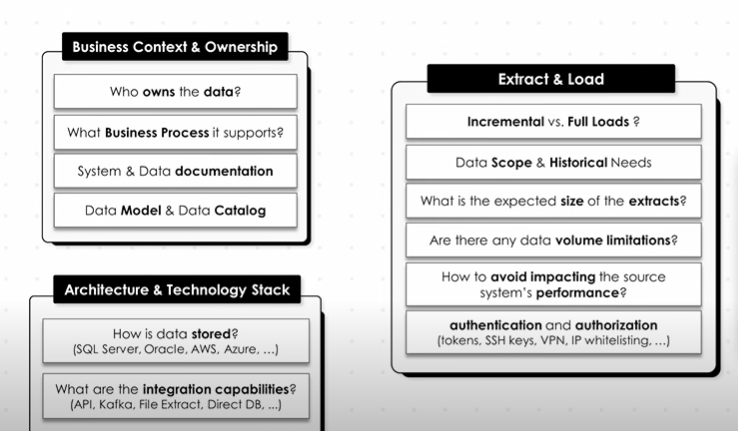 Business Context & Ownership
Who owns the data?
What Business Process it supports?
System & Data documentation
Data Model & Data Catalog
Architecture & Technology Stack
How is data stored?
(SQL Server, Oracle, AWS, Azure, ...)
What are the integration capabilities?
(API, Kafka, File Extract, Direct DB, ...)
Extract & Load
Incremental vs. Full Loads ?
Data Scope & Historical Needs
What is the expected size of the extracts?
Are there any data volume limitations?
How to avoid impacting the source
system's performance?
authentication and authorization
(tokens, SSH keys, VPN, IP whitelisting, ...)